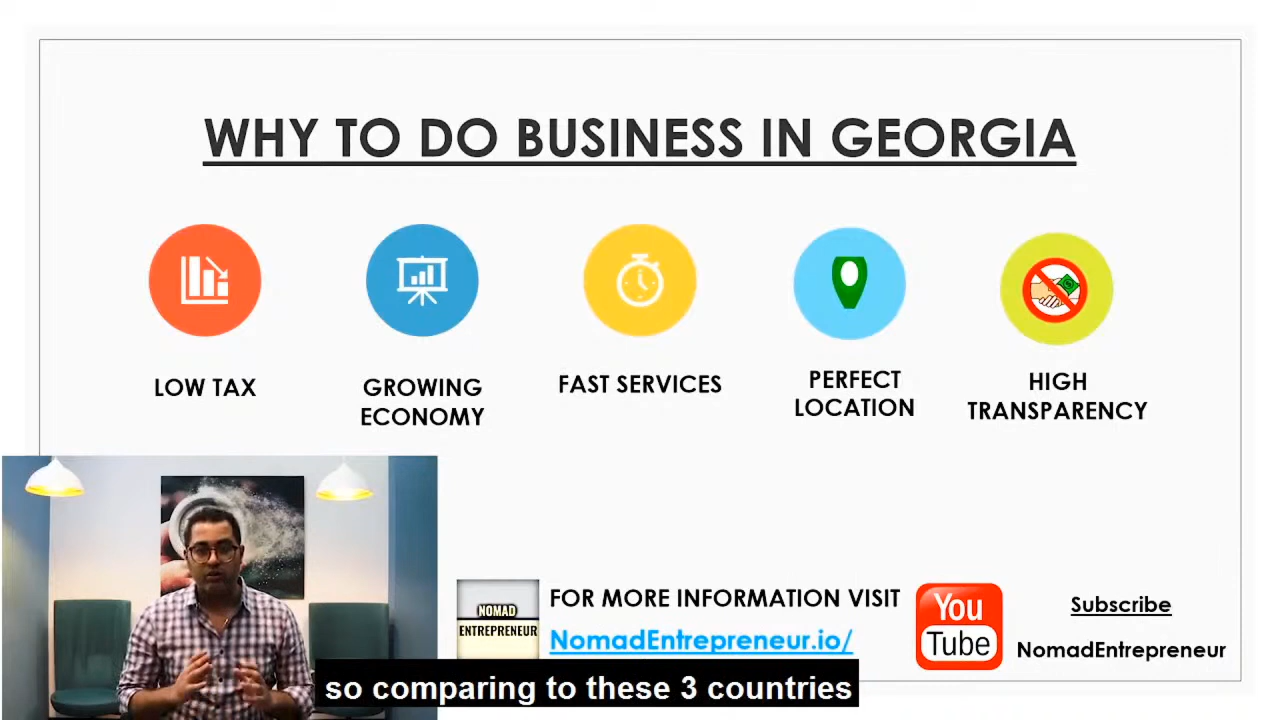 WHY TO DO BUSINESS IN GEORGIA
LOW TAX
GROWING
ECONOMY
FAST SERVICES
PERFECT
LOCATION
HIGH
TRANSPARENCY
NOMAD
ENTREPRENEUR
FOR MORE INFORMATION VISIT
NomadEntrepreneur.io/
You
Tube
Subscribe
NomadEntrepreneur
so comparing to these 3 countries